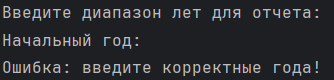 Введите диапазон лет для отчета:
Начальный год:
Ошибка: введите корректные года!